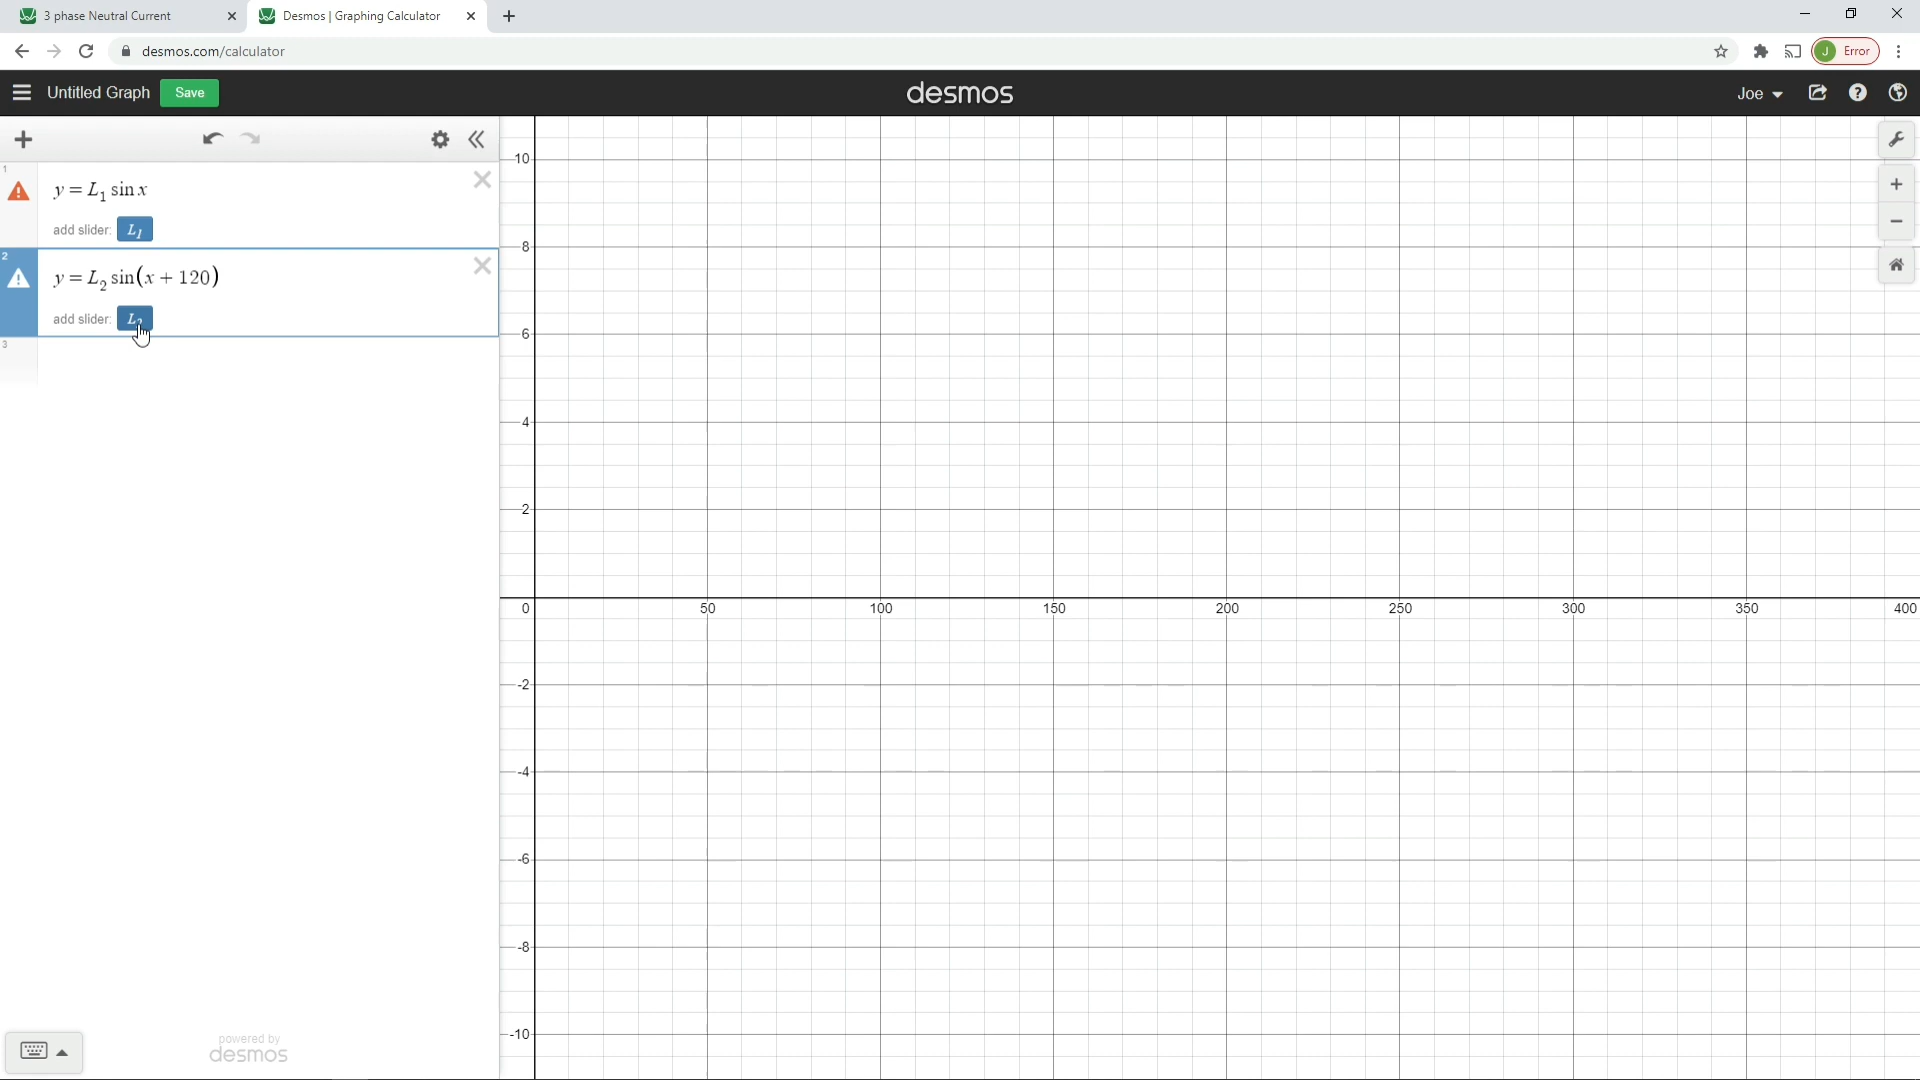 3 phase Neutral Current
Desmos | Graphing Calculator
desmos.com/calculator
J Error
Untitled Graph
Save
desmos
Joe
1
y = L₁ sin x
add slider: L₁
2
y = L₂ sin(x + 120)
add slider: L₂
3
10
8
6
4
2
0 50 100 150 200 250 300 350 400
-2
-4
-6
-8
-10
powered by
desmos